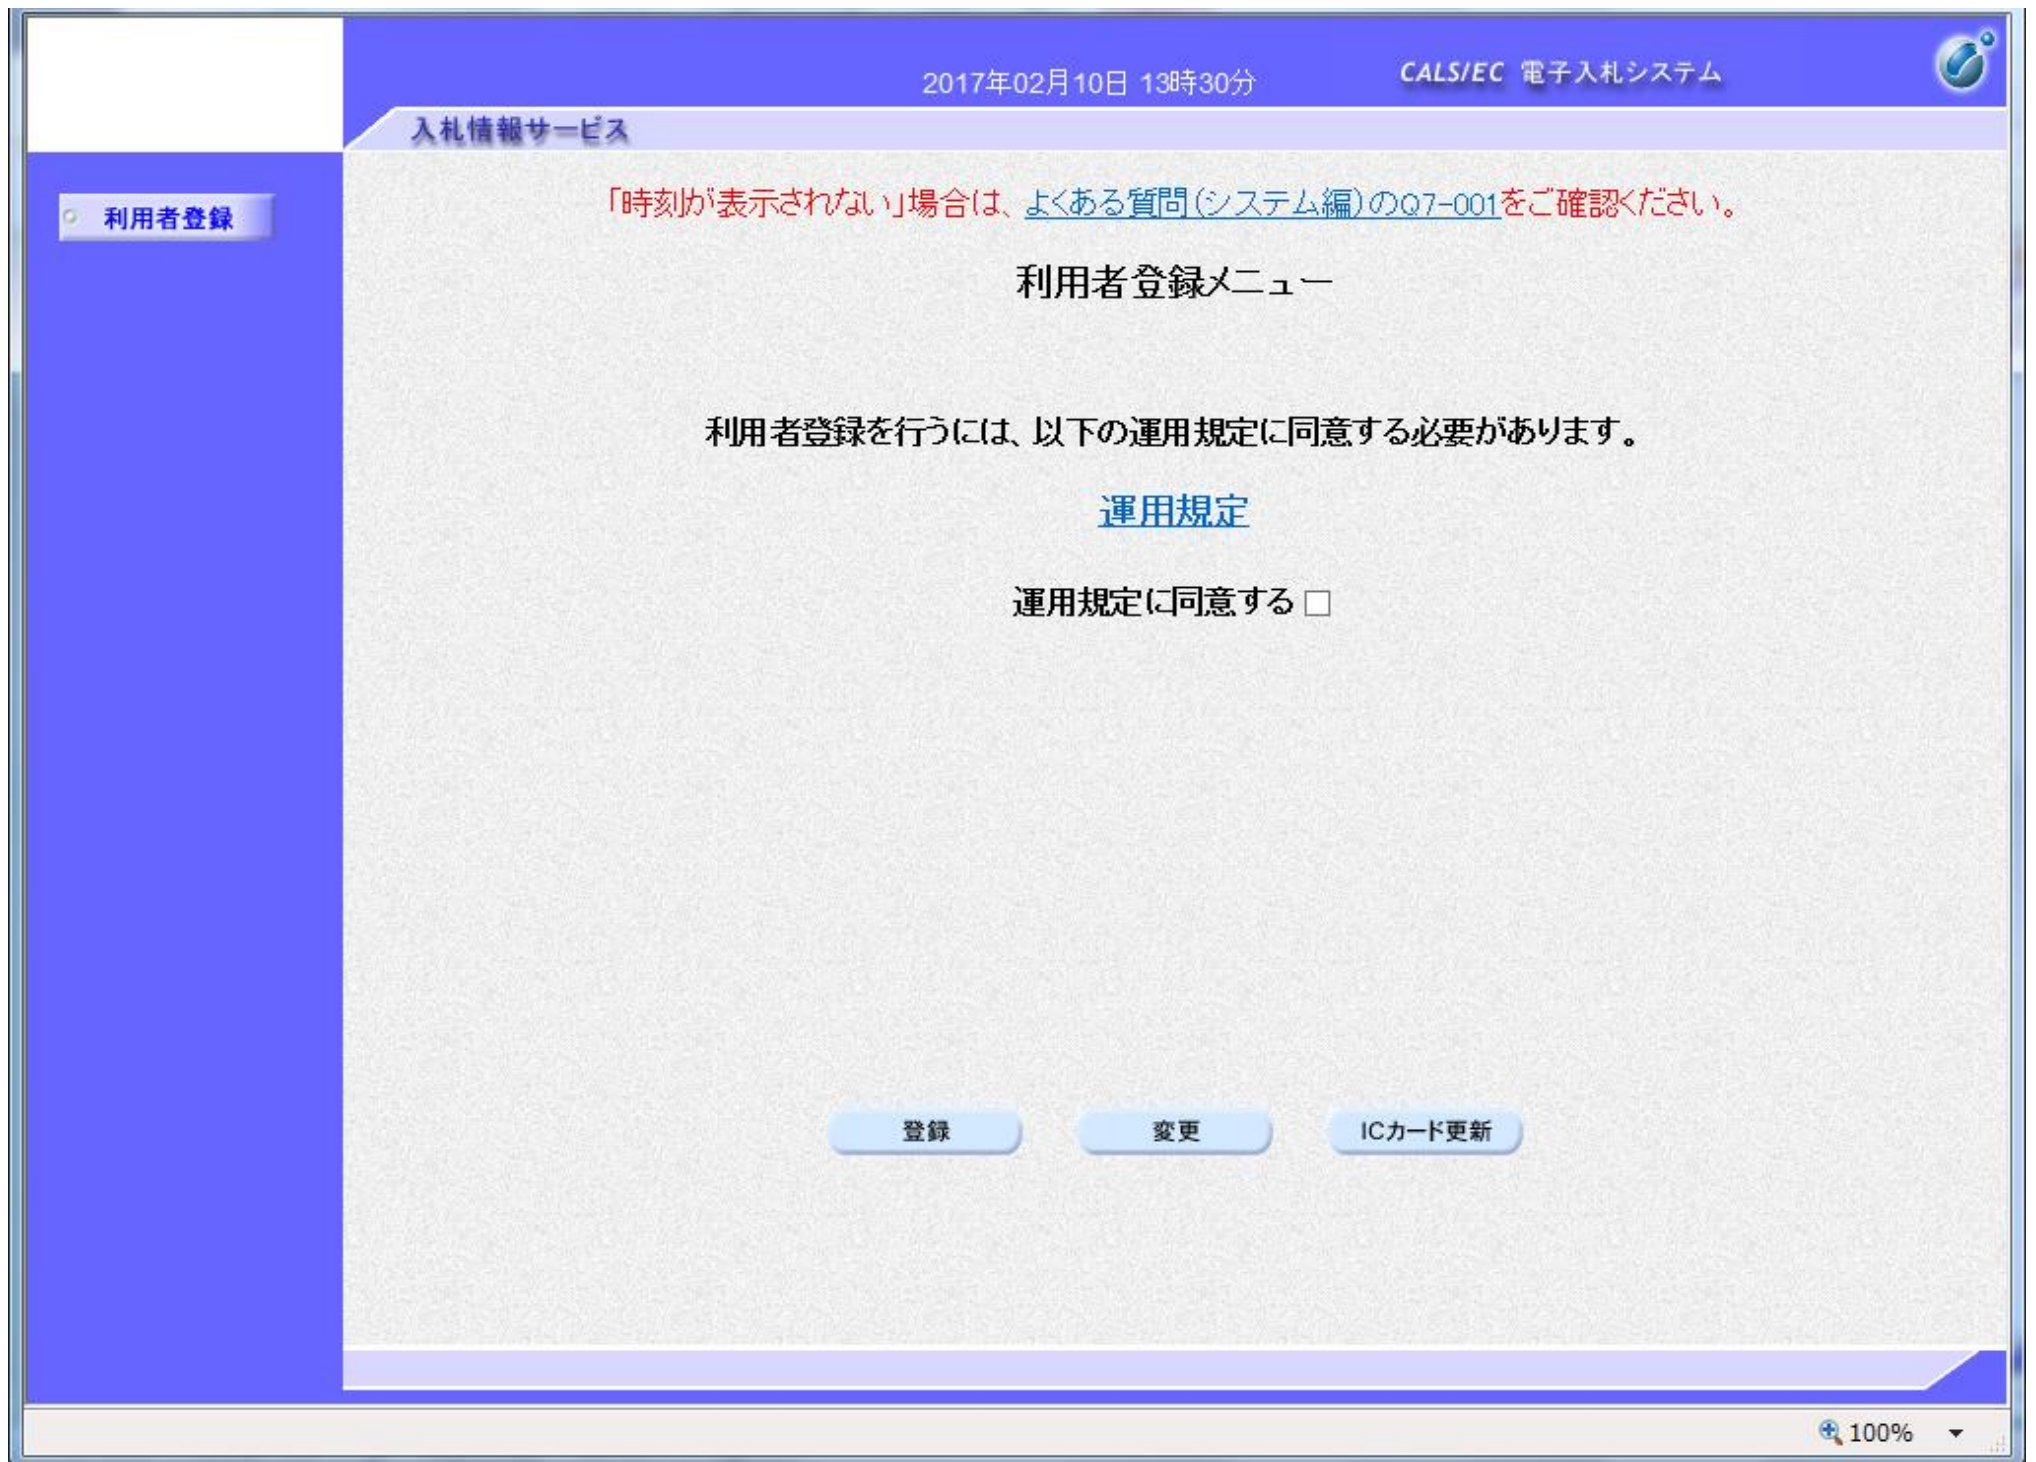 2017年02月10日 13時30分
CALS/EC 電子入札システム
入札情報サービス
利用者登録
「時刻が表示されない」場合は、よくある質問(システム編)のQ7-001をご確認ください。
利用者登録メニュー
利用者登録を行うには、以下の運用規定に同意する必要があります。
運用規定
運用規定に同意する
登録
変更
ICカード更新
100%